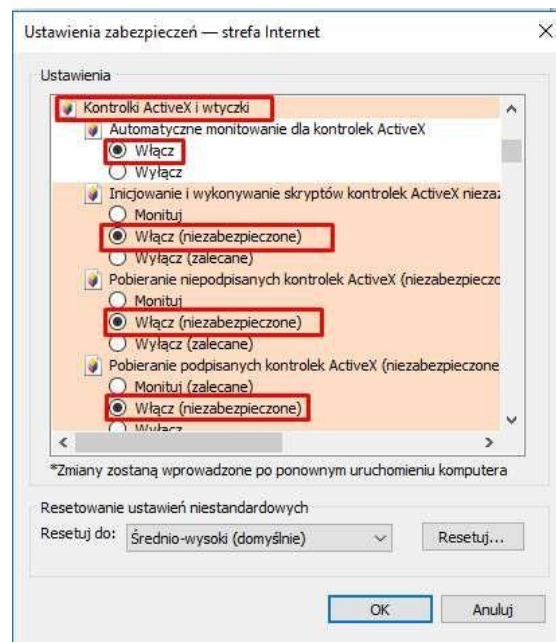 Ustawienia zabezpieczeń — strefa Internet
Ustawienia
Kontrolki ActiveX i wtyczki
Automatyczne monitowanie dla kontrolek ActiveX
Włącz
Wyłącz
Inicjowanie i wykonywanie skryptów kontrolek ActiveX
Monituj
Włącz (niezabezpieczone)
Wyłącz (zalecane)
Pobieranie niepodpisanych kontrolek ActiveX
Monituj
Włącz (niezabezpieczone)
Wyłącz (zalecane)
Pobieranie podpisanych kontrolek ActiveX (niezabezpieczone
Monituj (zalecane)
Włącz (niezabezpieczone)
Wyłącz
*Zmiany zostaną wprowadzone po ponownym uruchomieniu komputera
Resetowanie ustawień niestandardowych
Resetuj do: Średnio-wysoki (domyślnie) Resetuj...
OK Anuluj